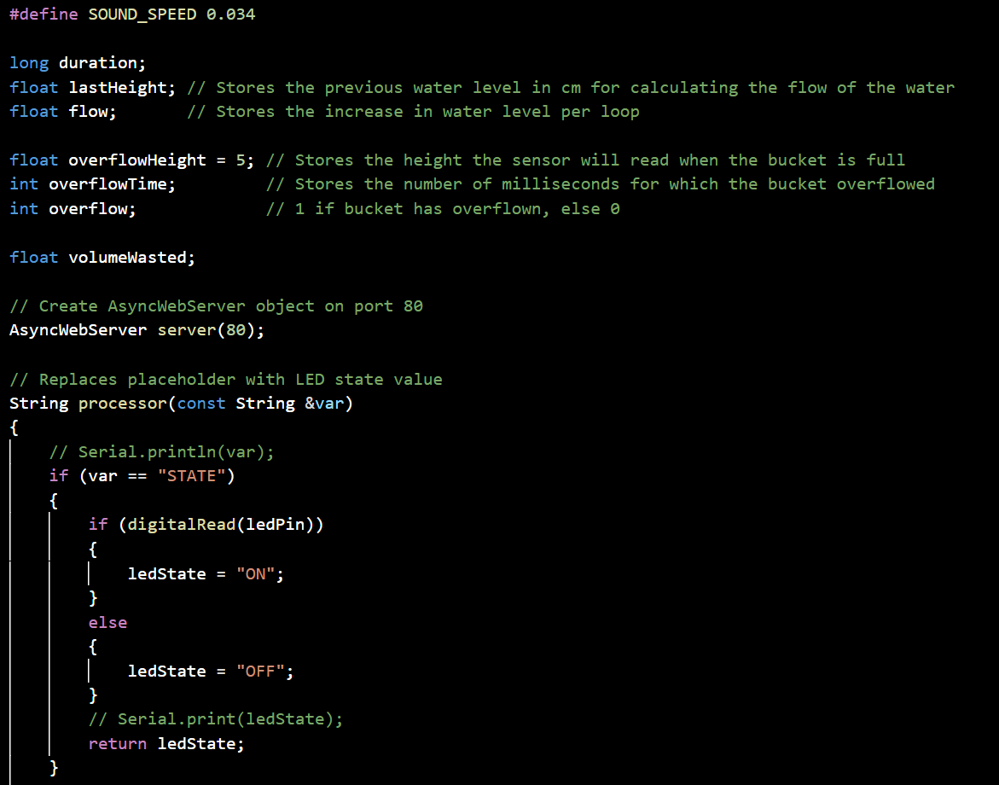 #define SOUND_SPEED 0.034

long duration;
float lastHeight; // Stores the previous water level in cm for calculating the flow of the water
float flow;       // Stores the increase in water level per loop

float overflowHeight = 5; // Stores the height the sensor will read when the bucket is full
int overflowTime;         // Stores the number of milliseconds for which the bucket overflowed
int overflow;             // 1 if bucket has overflown, else 0

float volumeWasted;

// Create AsyncWebServer object on port 80
AsyncWebServer server(80);

// Replaces placeholder with LED state value
String processor(const String &var)
{
    // Serial.println(var);
    if (var == "STATE")
    {
        if (digitalRead(ledPin))
        {
            ledState = "ON";
        }
        else
        {
            ledState = "OFF";
        }
        // Serial.print(ledState);
        return ledState;
    }